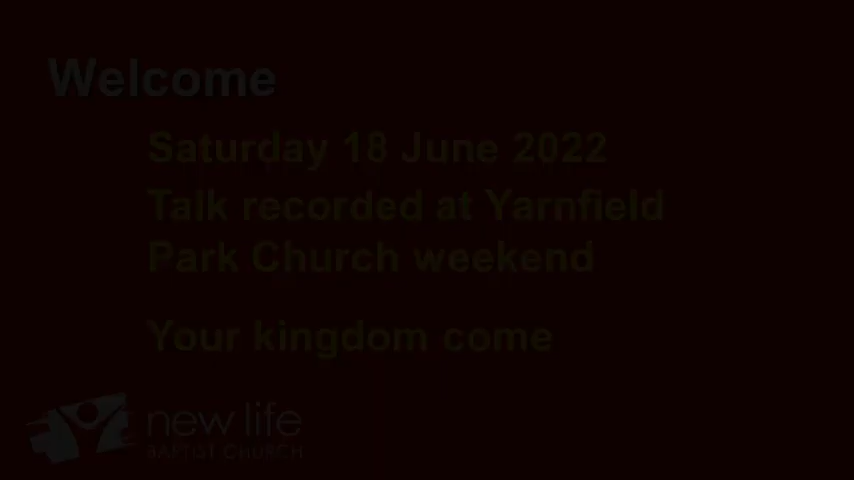 Welcome
Saturday 18 June 2022
Talk recorded at Yarnfield
Park Church weekend
Your kingdom come
new life
BAPTIST CHURCH